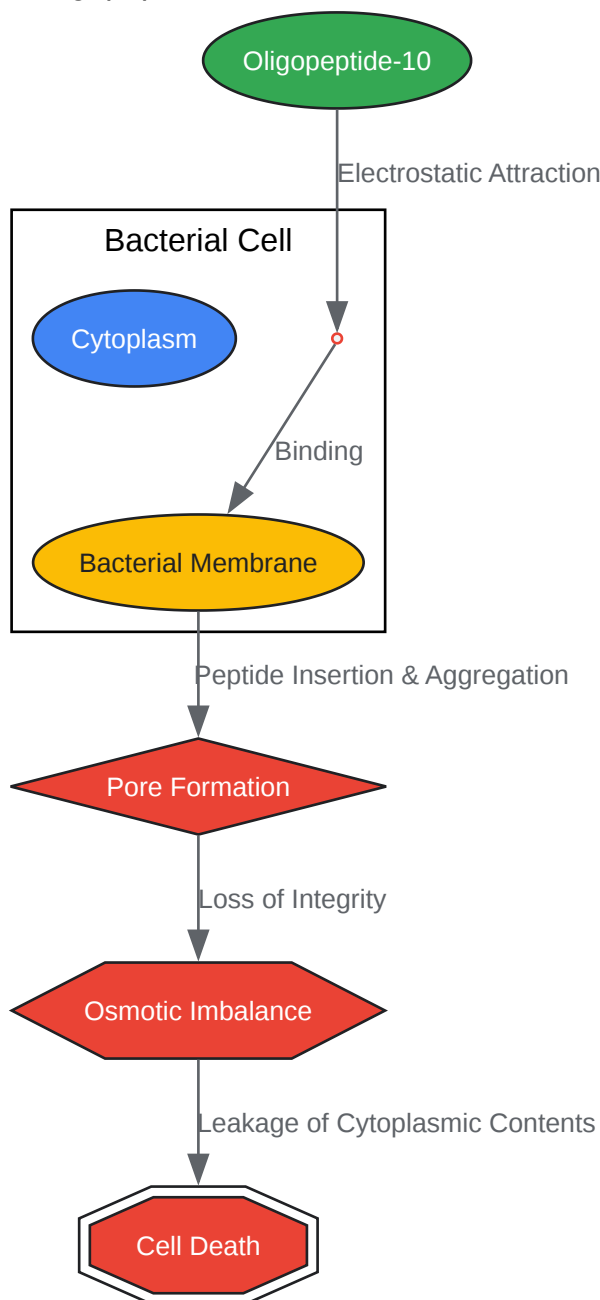 Oligopeptide-10
Electrostatic Attraction
Bacterial Cell
Cytoplasm
Binding
Bacterial Membrane
Peptide Insertion & Aggregation
Pore Formation
Loss of Integrity
Osmotic Imbalance
Leakage of Cytoplasmic Contents
Cell Death